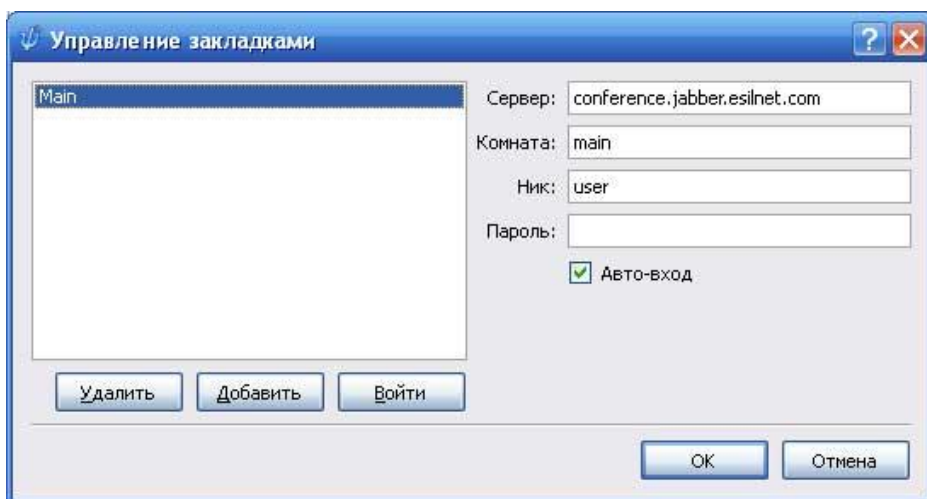 Управление закладками
Main
Сервер: conference.jabber.esilnet.com
Комната: main
Ник: user
Пароль:
Авто-вход
Удалить Добавить Войти
OK Отмена